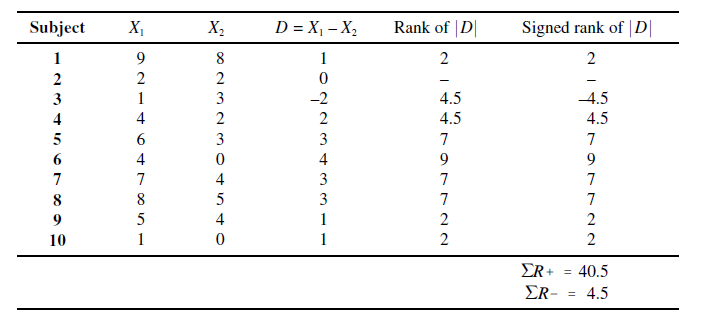 Subject X₁ X₂ D = X₁ – X₂ Rank of |D| Signed rank of |D|
1 9 8 1 2 2
2 2 2 0 – –
3 1 3 –2 4.5 –4.5
4 4 2 2 4.5 4.5
5 6 3 3 7 7
6 4 0 4 9 9
7 7 4 3 7 7
8 8 5 3 7 7
9 5 4 1 2 2
10 1 0 1 2 2
ΣR+ = 40.5
ΣR− = 4.5